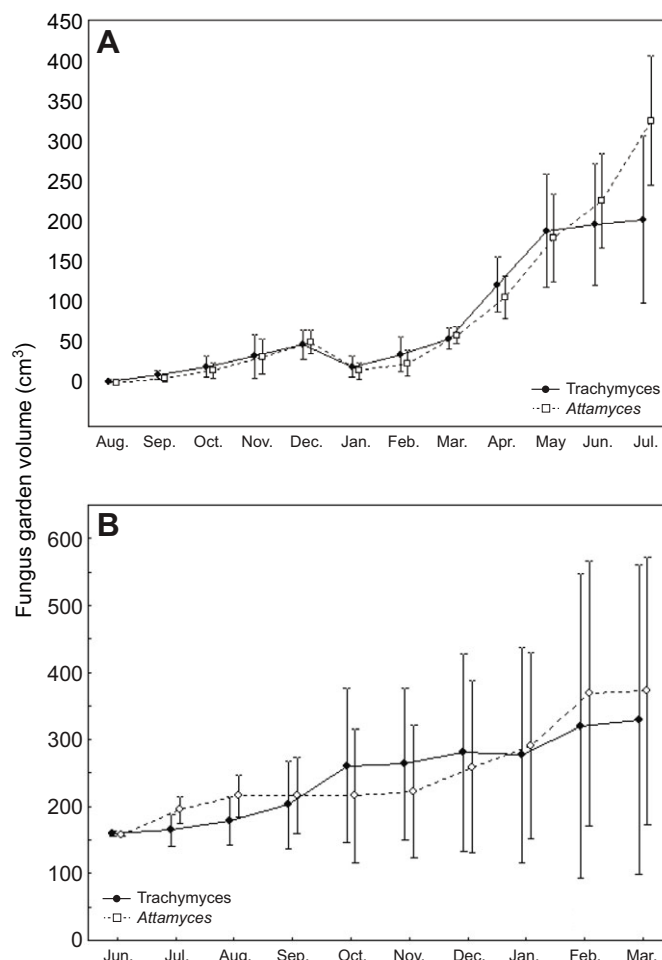 A
450
400
350
300
250
200
150
100
50
0
Trachymyces
Attamyces
Aug. Sep. Oct. Nov. Dec. Jan. Feb. Mar. Apr. May Jun. Jul.
Fungus garden volume (cm³)
B
600
500
400
300
200
100
0
Trachymyces
Attamyces
Jun. Jul. Aug. Sep. Oct. Nov. Dec. Jan. Feb. Mar.